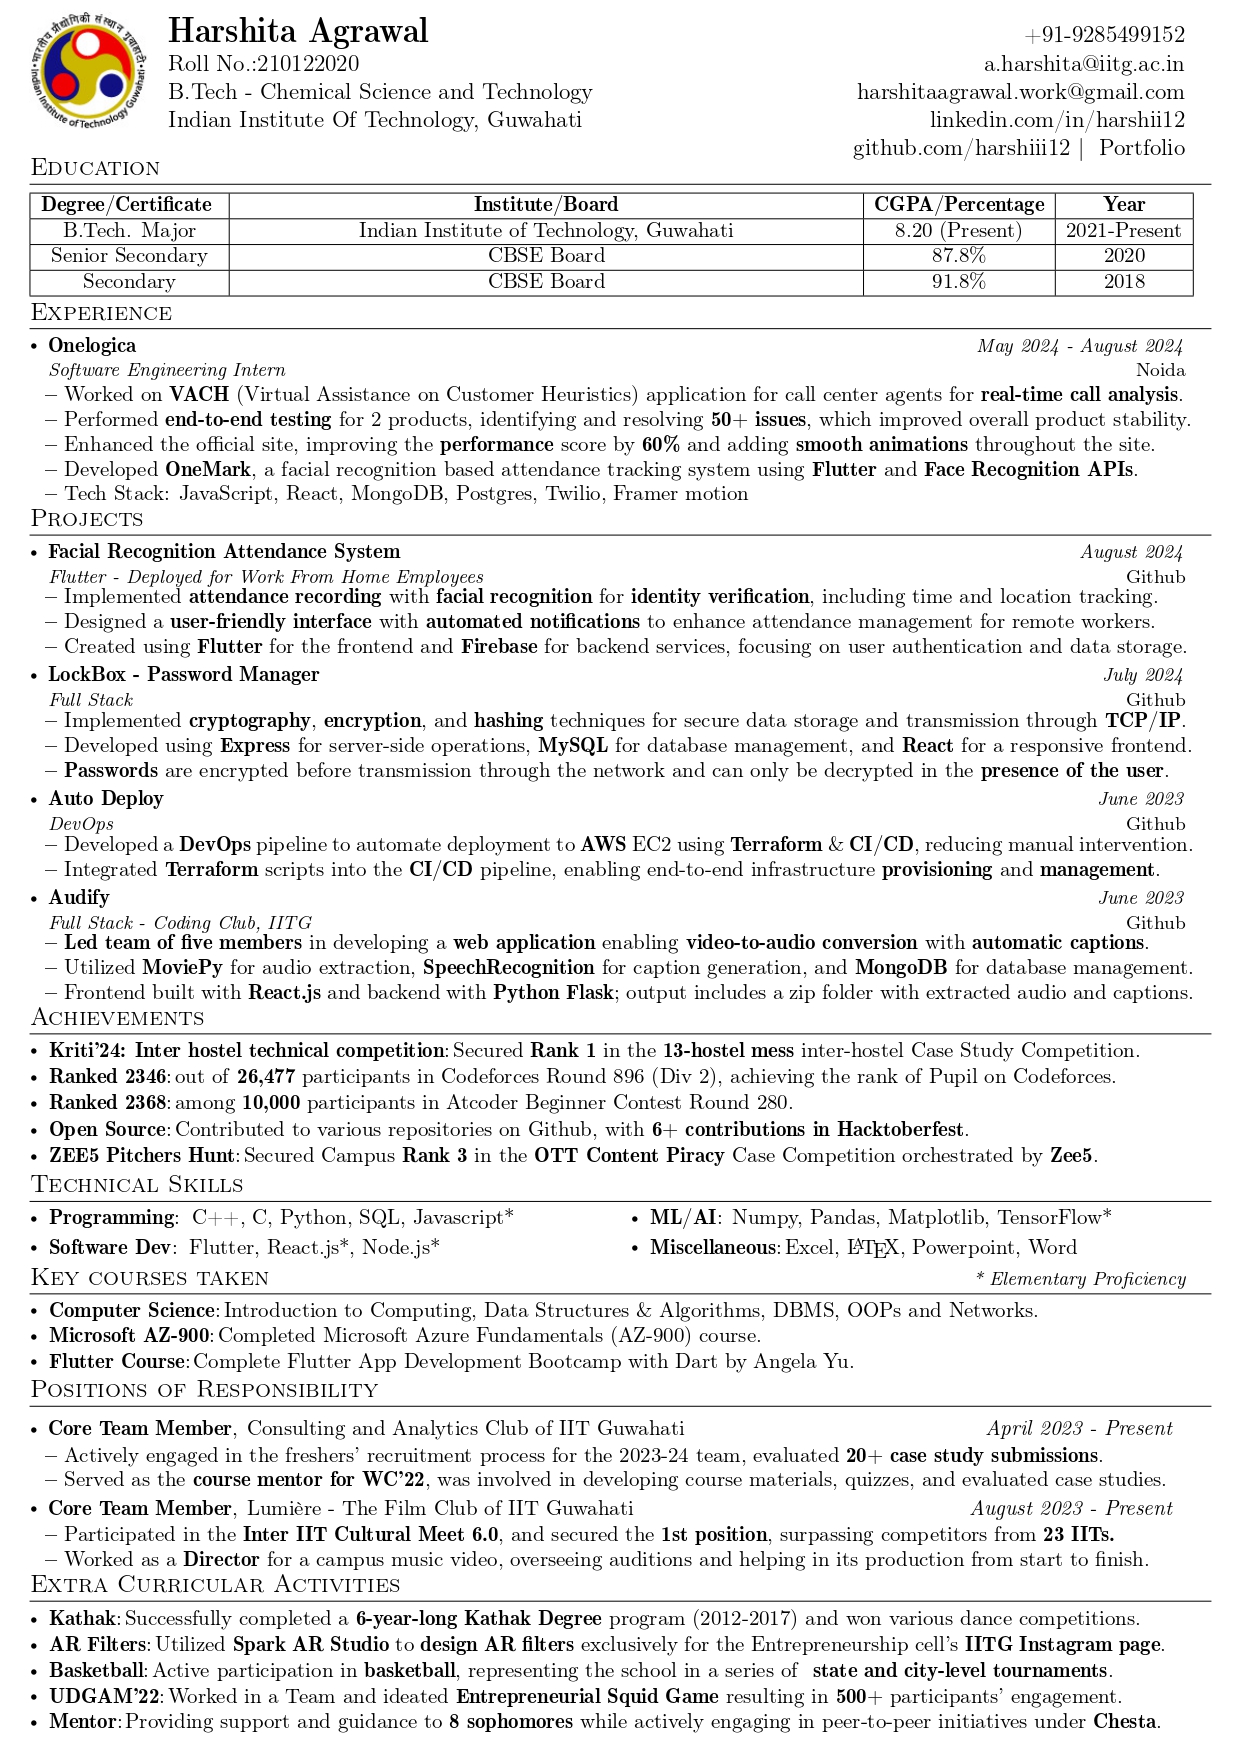 भारतीय प्रौद्योगिकी संस्थान गुवाहाटी
Indian Institute of Technology Guwahati
Harshita Agrawal
Roll No.:210122020
B.Tech - Chemical Science and Technology
Indian Institute Of Technology, Guwahati
+91-9285499152
a.harshita@iitg.ac.in
harshitaagrawal.work@gmail.com
linkedin.com/in/harshii12
github.com/harshiii12 | Portfolio
EDUCATION
Degree/Certificate Institute/Board CGPA/Percentage Year
B.Tech. Major Indian Institute of Technology, Guwahati 8.20 (Present) 2021-Present
Senior Secondary CBSE Board 87.8% 2020
Secondary CBSE Board 91.8% 2018
EXPERIENCE
• Onelogica May 2024 - August 2024
Software Engineering Intern Noida
– Worked on VACH (Virtual Assistance on Customer Heuristics) application for call center agents for real-time call analysis.
– Performed end-to-end testing for 2 products, identifying and resolving 50+ issues, which improved overall product stability.
– Enhanced the official site, improving the performance score by 60% and adding smooth animations throughout the site.
– Developed OneMark, a facial recognition based attendance tracking system using Flutter and Face Recognition APIs.
– Tech Stack: JavaScript, React, MongoDB, Postgres, Twilio, Framer motion
PROJECTS
• Facial Recognition Attendance System August 2024
Flutter - Deployed for Work From Home Employees Github
– Implemented attendance recording with facial recognition for identity verification, including time and location tracking.
– Designed a user-friendly interface with automated notifications to enhance attendance management for remote workers.
– Created using Flutter for the frontend and Firebase for backend services, focusing on user authentication and data storage.
• LockBox - Password Manager July 2024
Full Stack Github
– Implemented cryptography, encryption, and hashing techniques for secure data storage and transmission through TCP/IP.
– Developed using Express for server-side operations, MySQL for database management, and React for a responsive frontend.
– Passwords are encrypted before transmission through the network and can only be decrypted in the presence of the user.
• Auto Deploy June 2023
DevOps Github
– Developed a DevOps pipeline to automate deployment to AWS EC2 using Terraform & CI/CD, reducing manual intervention.
– Integrated Terraform scripts into the CI/CD pipeline, enabling end-to-end infrastructure provisioning and management.
• Audify June 2023
Full Stack - Coding Club, IITG Github
– Led team of five members in developing a web application enabling video-to-audio conversion with automatic captions.
– Utilized MoviePy for audio extraction, SpeechRecognition for caption generation, and MongoDB for database management.
– Frontend built with React.js and backend with Python Flask; output includes a zip folder with extracted audio and captions.
ACHIEVEMENTS
• Kriti'24: Inter hostel technical competition: Secured Rank 1 in the 13-hostel mess inter-hostel Case Study Competition.
• Ranked 2346: out of 26,477 participants in Codeforces Round 896 (Div 2), achieving the rank of Pupil on Codeforces.
• Ranked 2368: among 10,000 participants in Atcoder Beginner Contest Round 280.
• Open Source: Contributed to various repositories on Github, with 6+ contributions in Hacktoberfest.
• ZEE5 Pitchers Hunt: Secured Campus Rank 3 in the OTT Content Piracy Case Competition orchestrated by Zee5.
TECHNICAL SKILLS
• Programming: C++, C, Python, SQL, Javascript* • ML/AI: Numpy, Pandas, Matplotlib, TensorFlow*
• Software Dev: Flutter, React.js*, Node.js* • Miscellaneous: Excel, LATEX, Powerpoint, Word
KEY COURSES TAKEN * Elementary Proficiency
• Computer Science: Introduction to Computing, Data Structures & Algorithms, DBMS, OOPs and Networks.
• Microsoft AZ-900: Completed Microsoft Azure Fundamentals (AZ-900) course.
• Flutter Course: Complete Flutter App Development Bootcamp with Dart by Angela Yu.
POSITIONS OF RESPONSIBILITY
• Core Team Member, Consulting and Analytics Club of IIT Guwahati April 2023 - Present
– Actively engaged in the freshers' recruitment process for the 2023-24 team, evaluated 20+ case study submissions.
– Served as the course mentor for WC'22, was involved in developing course materials, quizzes, and evaluated case studies.
• Core Team Member, Lumière - The Film Club of IIT Guwahati August 2023 - Present
– Participated in the Inter IIT Cultural Meet 6.0, and secured the 1st position, surpassing competitors from 23 IITs.
– Worked as a Director for a campus music video, overseeing auditions and helping in its production from start to finish.
EXTRA CURRICULAR ACTIVITIES
• Kathak: Successfully completed a 6-year-long Kathak Degree program (2012-2017) and won various dance competitions.
• AR Filters: Utilized Spark AR Studio to design AR filters exclusively for the Entrepreneurship cell's IITG Instagram page.
• Basketball: Active participation in basketball, representing the school in a series of state and city-level tournaments.
• UDGAM'22: Worked in a Team and ideated Entrepreneurial Squid Game resulting in 500+ participants' engagement.
• Mentor: Providing support and guidance to 8 sophomores while actively engaging in peer-to-peer initiatives under Chesta.